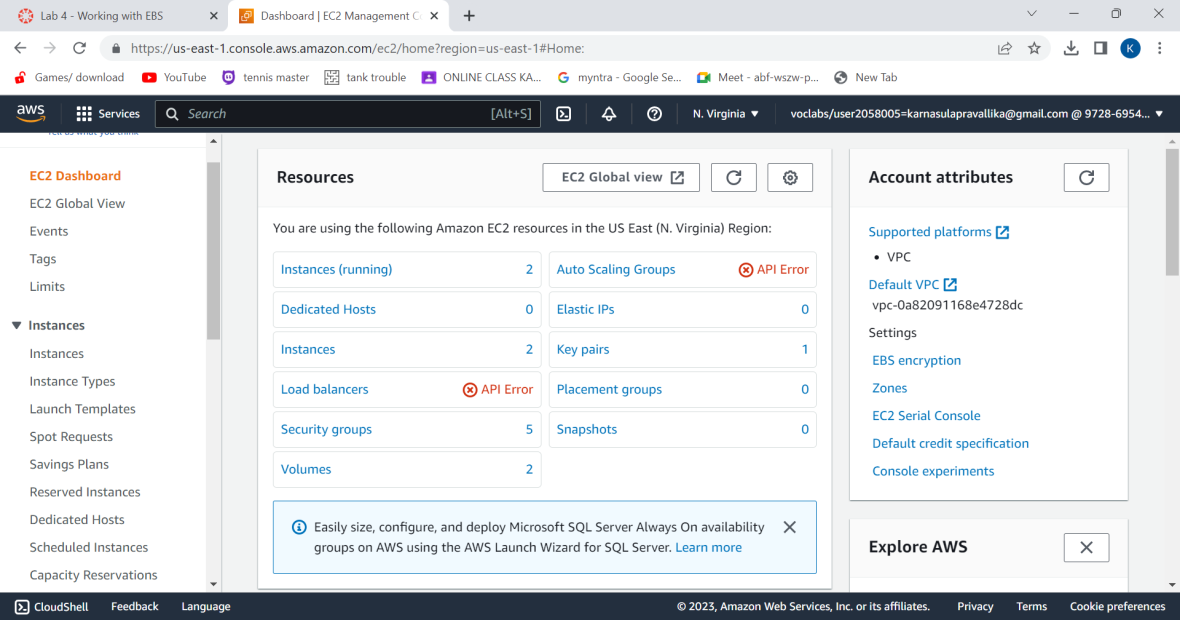 Lab 4 - Working with EBS
Dashboard | EC2 Management C
https://us-east-1.console.aws.amazon.com/ec2/home?region=us-east-1#Home:
K
Games/ download
YouTube
tennis master
tank trouble
ONLINE CLASS KA...
myntra - Google Se...
Meet - abf-wszw-p...
New Tab
aws
Services
Search
[Alt+S]
N. Virginia
voclabs/user2058005=karnasulapravallika@gmail.com @ 9728-6954...
Tell us what you think
EC2 Dashboard
EC2 Global View
Events
Tags
Limits
Instances
Instances
Instance Types
Launch Templates
Spot Requests
Savings Plans
Reserved Instances
Dedicated Hosts
Scheduled Instances
Capacity Reservations
Resources
EC2 Global view
You are using the following Amazon EC2 resources in the US East (N. Virginia) Region:
Instances (running) 2
Auto Scaling Groups API Error
Dedicated Hosts 0
Elastic IPs 0
Instances 2
Key pairs 1
Load balancers API Error
Placement groups 0
Security groups 5
Snapshots 0
Volumes 2
Easily size, configure, and deploy Microsoft SQL Server Always On availability
groups on AWS using the AWS Launch Wizard for SQL Server. Learn more
Account attributes
Supported platforms
• VPC
Default VPC
vpc-0a82091168e4728dc
Settings
EBS encryption
Zones
EC2 Serial Console
Default credit specification
Console experiments
Explore AWS
CloudShell
Feedback
Language
© 2023, Amazon Web Services, Inc. or its affiliates.
Privacy
Terms
Cookie preferences